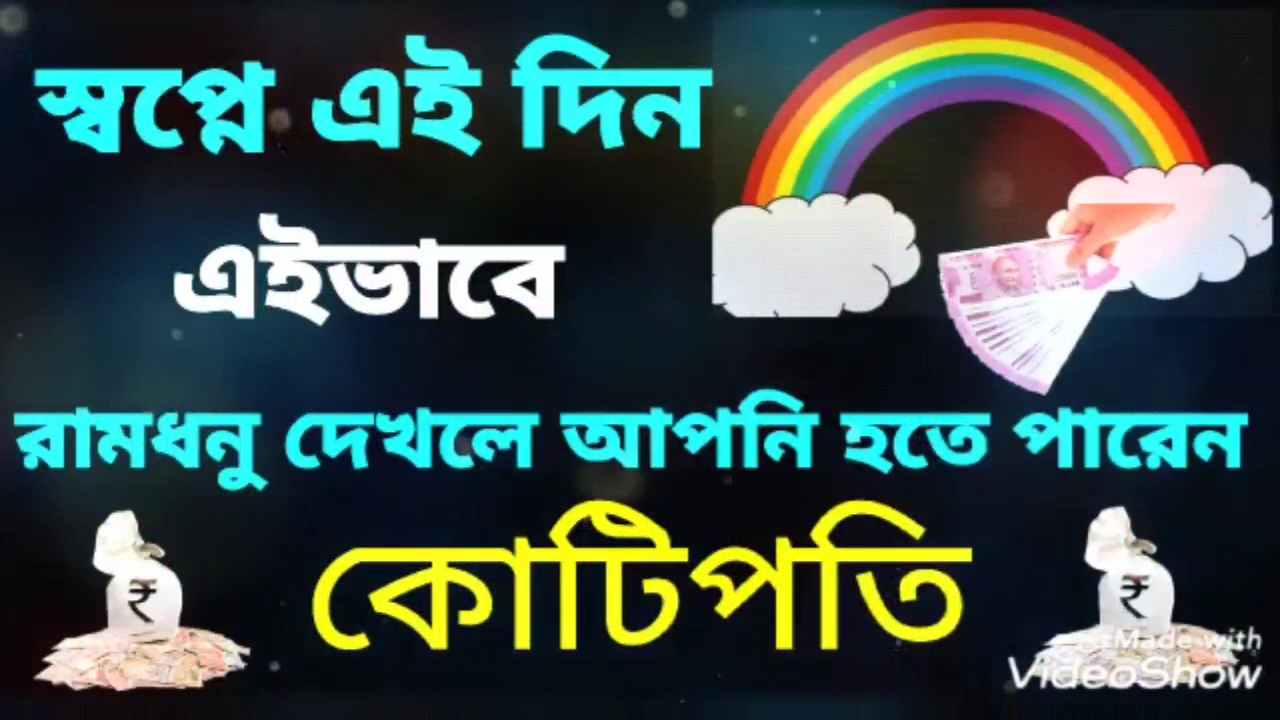 স্বপ্নে এই দিন
এইভাবে
রামধনু দেখলে আপনি হতে পারেন
কোটিপতি
₹
₹
Made with
VideoShow